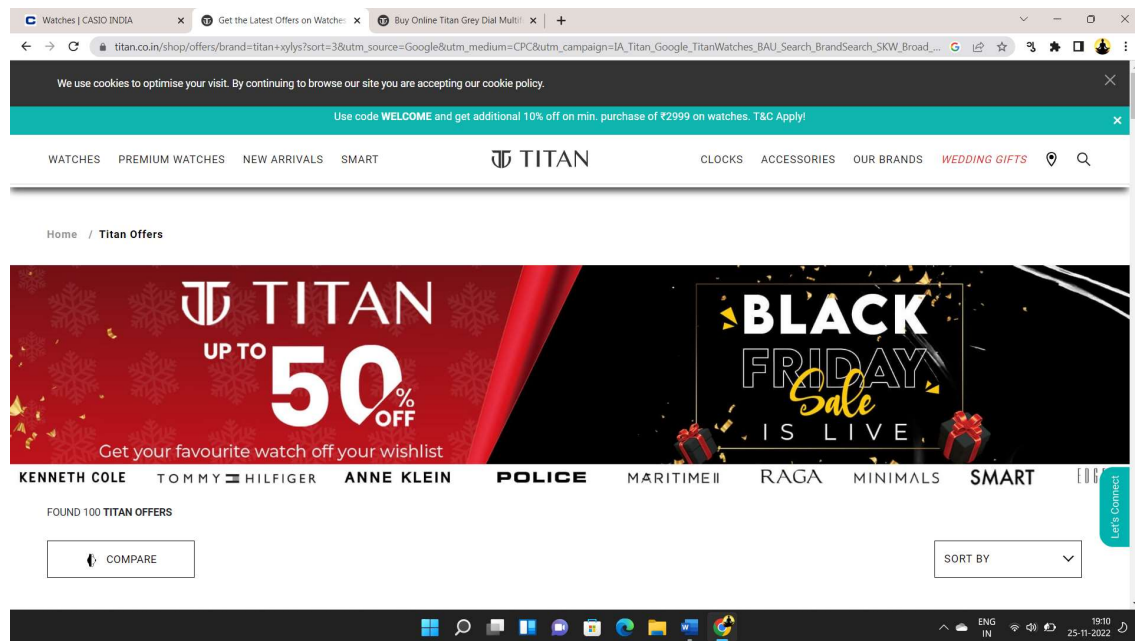 Watches | CASIO INDIA
Get the Latest Offers on Watches
Buy Online Titan Grey Dial Multif
titan.co.in/shop/offers/brand=titan+xylys?sort=3&utm_source=Google&utm_medium=CPC&utm_campaign=IA_Titan_Google_TitanWatches_BAU_Search_BrandSearch_SKW_Broad_...
We use cookies to optimise your visit. By continuing to browse our site you are accepting our cookie policy.
Use code WELCOME and get additional 10% off on min. purchase of ₹2999 on watches. T&C Apply!
WATCHES PREMIUM WATCHES NEW ARRIVALS SMART TITAN CLOCKS ACCESSORIES OUR BRANDS WEDDING GIFTS
Home / Titan Offers
TITAN
UP TO
50% OFF
Get your favourite watch off your wishlist
BLACK
FRIDAY
Sale
IS LIVE
KENNETH COLE TOMMY HILFIGER ANNE KLEIN POLICE MARITIME II RAGA MINIMALS SMART EDG
Let's Connect
FOUND 100 TITAN OFFERS
COMPARE
SORT BY
ENG
IN
19:10
25-11-2022